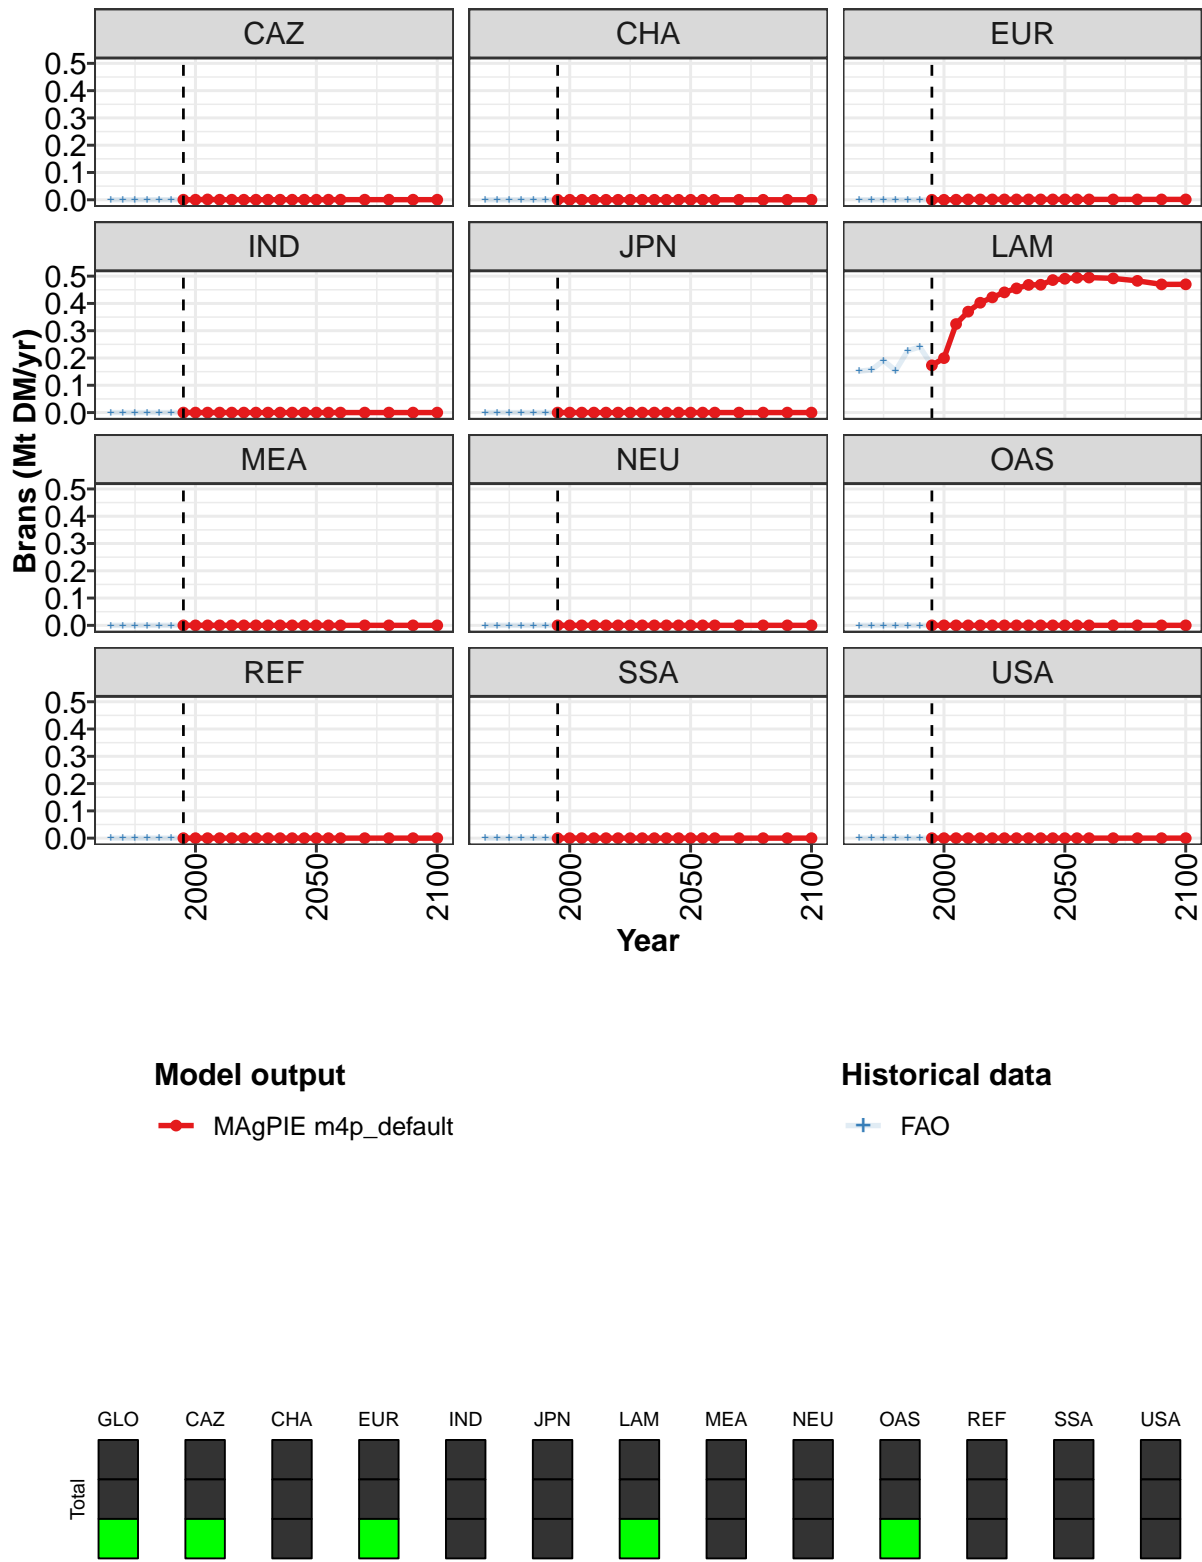 CAZ CHA EUR
0.5
0.4
0.3
0.2
0.1
0.0
IND JPN LAM
0.5
0.4
0.3
0.2
0.1
0.0
MEA NEU OAS
0.5
0.4
0.3
0.2
0.1
0.0
REF SSA USA
0.5
0.4
0.3
0.2
0.1
0.0
Brans (Mt DM/yr)
2000 2050 2100 2000 2050 2100 2000 2050 2100
Year
Model output Historical data
MAgPIE m4p_default FAO
GLO CAZ CHA EUR IND JPN LAM MEA NEU OAS REF SSA USA
Total